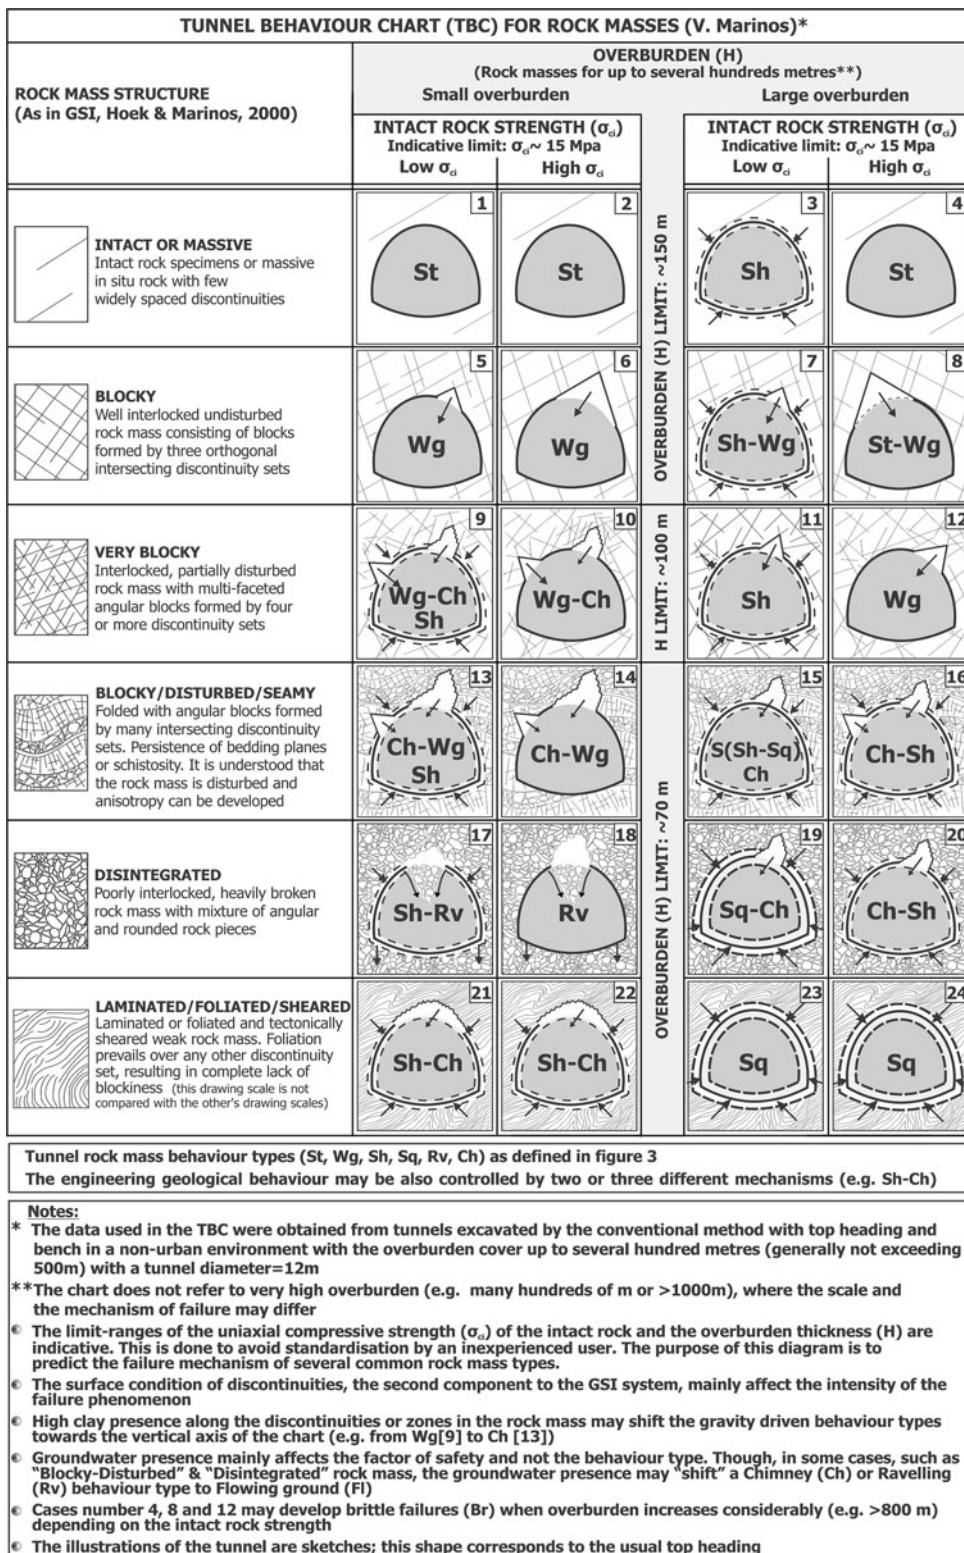 TUNNEL BEHAVIOUR CHART (TBC) FOR ROCK MASSES (V. Marinos)*
ROCK MASS STRUCTURE
(As in GSI, Hoek & Marinos, 2000)
OVERBURDEN (H)
(Rock masses for up to several hundreds metres**)
Small overburden
Large overburden
INTACT ROCK STRENGTH (σci)
Indicative limit: σci~ 15 Mpa
Low σci
High σci
INTACT ROCK STRENGTH (σci)
Indicative limit: σci~ 15 Mpa
Low σci
High σci
OVERBURDEN (H) LIMIT: ~150 m
H LIMIT: ~100 m
OVERBURDEN (H) LIMIT: ~70 m
INTACT OR MASSIVE
Intact rock specimens or massive
in situ rock with few
widely spaced discontinuities
1
St
2
St
3
Sh
4
St
BLOCKY
Well interlocked undisturbed
rock mass consisting of blocks
formed by three orthogonal
intersecting discontinuity sets
5
Wg
6
Wg
7
Sh-Wg
8
St-Wg
VERY BLOCKY
Interlocked, partially disturbed
rock mass with multi-faceted
angular blocks formed by four
or more discontinuity sets
9
Wg-Ch
Sh
10
Wg-Ch
11
Sh
12
Wg
BLOCKY/DISTURBED/SEAMY
Folded with angular blocks formed
by many intersecting discontinuity
sets. Persistence of bedding planes
or schistosity. It is understood that
the rock mass is disturbed and
anisotropy can be developed
13
Ch-Wg
Sh
14
Ch-Wg
15
S(Sh-Sq)
Ch
16
Ch-Sh
DISINTEGRATED
Poorly interlocked, heavily broken
rock mass with mixture of angular
and rounded rock pieces
17
Sh-Rv
18
Rv
19
Sq-Ch
20
Ch-Sh
LAMINATED/FOLIATED/SHEARED
Laminated or foliated and tectonically
sheared weak rock mass. Foliation
prevails over any other discontinuity
set, resulting in complete lack of
blockiness (this drawing scale is not
compared with the other's drawing scales)
21
Sh-Ch
22
Sh-Ch
23
Sq
24
Sq
Tunnel rock mass behaviour types (St, Wg, Sh, Sq, Rv, Ch) as defined in figure 3
The engineering geological behaviour may be also controlled by two or three different mechanisms (e.g. Sh-Ch)
Notes:
* The data used in the TBC were obtained from tunnels excavated by the conventional method with top heading and
bench in a non-urban environment with the overburden cover up to several hundred metres (generally not exceeding
500m) with a tunnel diameter=12m
**The chart does not refer to very high overburden (e.g. many hundreds of m or >1000m), where the scale and
the mechanism of failure may differ
The limit-ranges of the uniaxial compressive strength (σci) of the intact rock and the overburden thickness (H) are
indicative. This is done to avoid standardisation by an inexperienced user. The purpose of this diagram is to
predict the failure mechanism of several common rock mass types.
The surface condition of discontinuities, the second component to the GSI system, mainly affect the intensity of the
failure phenomenon
High clay presence along the discontinuities or zones in the rock mass may shift the gravity driven behaviour types
towards the vertical axis of the chart (e.g. from Wg[9] to Ch [13])
Groundwater presence mainly affects the factor of safety and not the behaviour type. Though, in some cases, such as
"Blocky-Disturbed" & "Disintegrated" rock mass, the groundwater presence may "shift" a Chimney (Ch) or Ravelling
(Rv) behaviour type to Flowing ground (Fl)
Cases number 4, 8 and 12 may develop brittle failures (Br) when overburden increases considerably (e.g. >800 m)
depending on the intact rock strength
The illustrations of the tunnel are sketches; this shape corresponds to the usual top heading